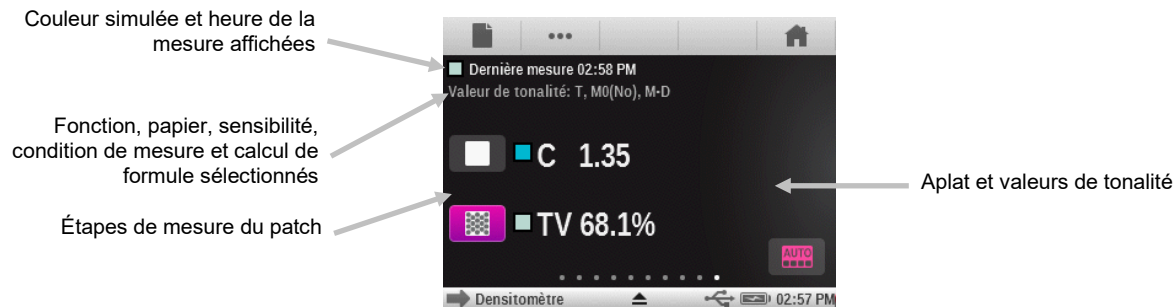 Couleur simulée et heure de la
mesure affichées
Fonction, papier, sensibilité,
condition de mesure et calcul de
formule sélectionnés
Étapes de mesure du patch
Dernière mesure 02:58 PM
Valeur de tonalité: T, M0(No), M-D
C 1.35
TV 68.1%
AUTO
Densitomètre
02:57 PM
Aplat et valeurs de tonalité